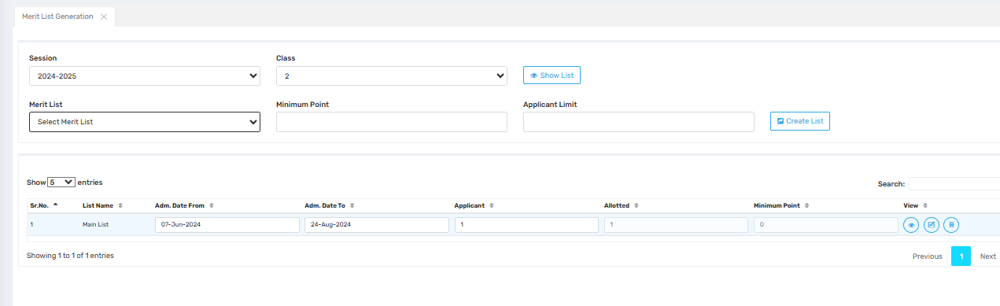 Merit List Generation
Session Class
2024-2025 2 Show List
Merit List Minimum Point Applicant Limit
Select Merit List Create List
Show 5 entries Search:
Sr.No. List Name Adm. Date From Adm. Date To Applicant Allotted Minimum Point View
1 Main List 07-Jun-2024 24-Aug-2024 1 1 0
Showing 1 to 1 of 1 entries Previous 1 Next